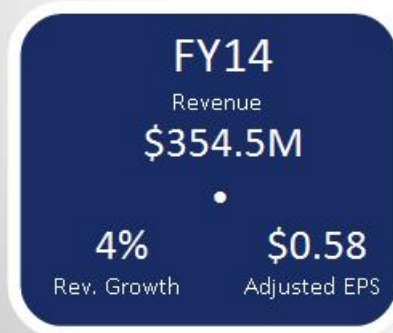 FY14
Revenue
$354.5M
•
4% $0.58
Rev. Growth Adjusted EPS